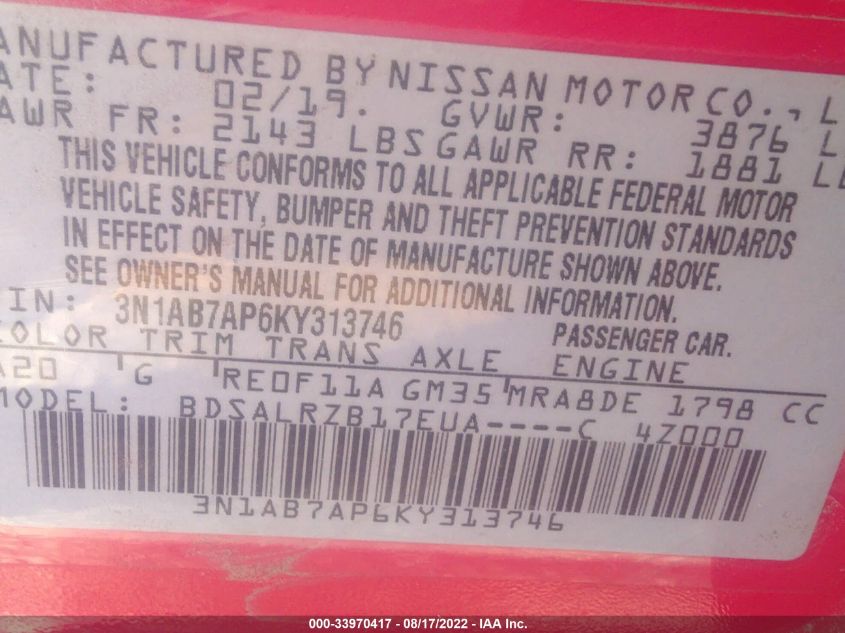 ANUFACTURED BY NISSAN MOTOR CO., L
ATE: 02/19. GVWR: 3876 L
AWR FR: 2143 LBS GAWR RR: 1881 LB
THIS VEHICLE CONFORMS TO ALL APPLICABLE FEDERAL MOTOR
VEHICLE SAFETY, BUMPER AND THEFT PREVENTION STANDARDS
IN EFFECT ON THE DATE OF MANUFACTURE SHOWN ABOVE.
SEE OWNER'S MANUAL FOR ADDITIONAL INFORMATION.
IN: 3N1AB7AP6KY313746 PASSENGER CAR.
COLOR TRIM TRANS AXLE ENGINE
A20 G RE0F11A GM35 MRA8DE 1798 CC
MODEL: BDSALRZB17EUA----C 4Z000
3N1AB7AP6KY313746
000-33970417 - 08/17/2022 - IAA Inc.